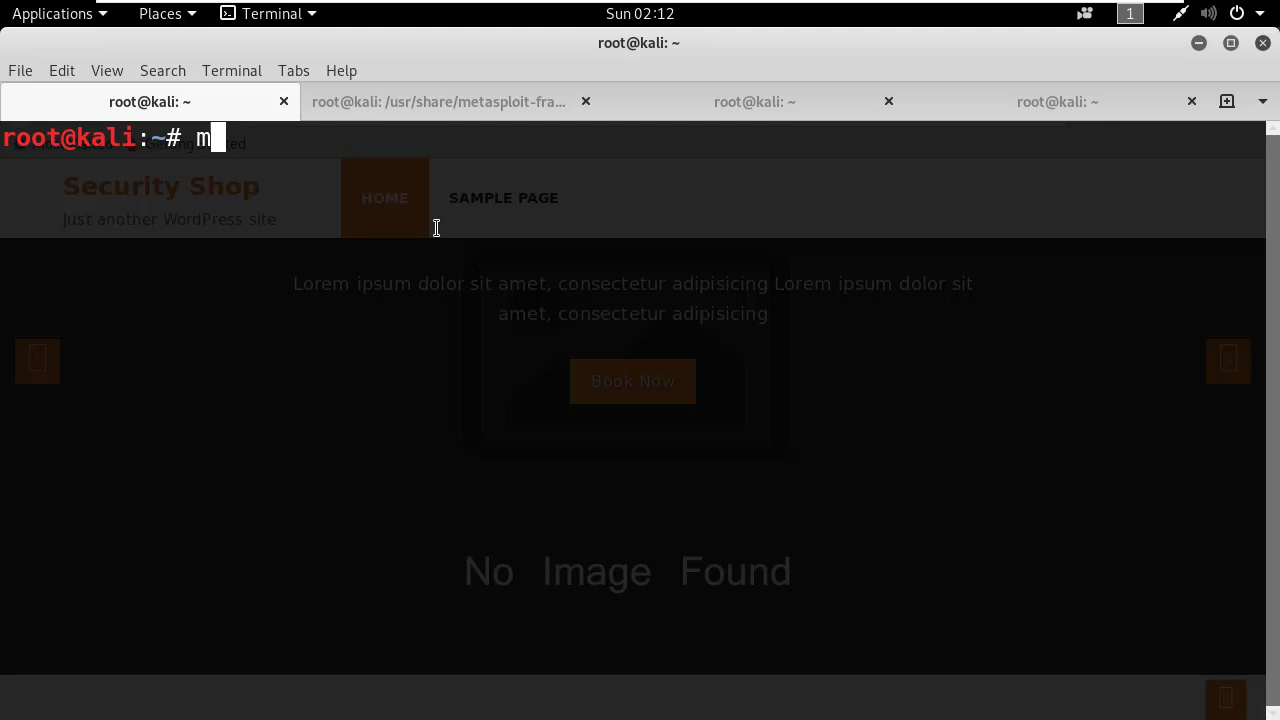 Applications Places Terminal Sun 02:12 1
root@kali: ~
File Edit View Search Terminal Tabs Help
root@kali: ~ root@kali: /usr/share/metasploit-fra... root@kali: ~ root@kali: ~
root@kali:~# m
Security Shop
Just another WordPress site
HOME SAMPLE PAGE
Lorem ipsum dolor sit amet, consectetur adipisicing Lorem ipsum dolor sit
amet, consectetur adipisicing
Book Now
No Image Found